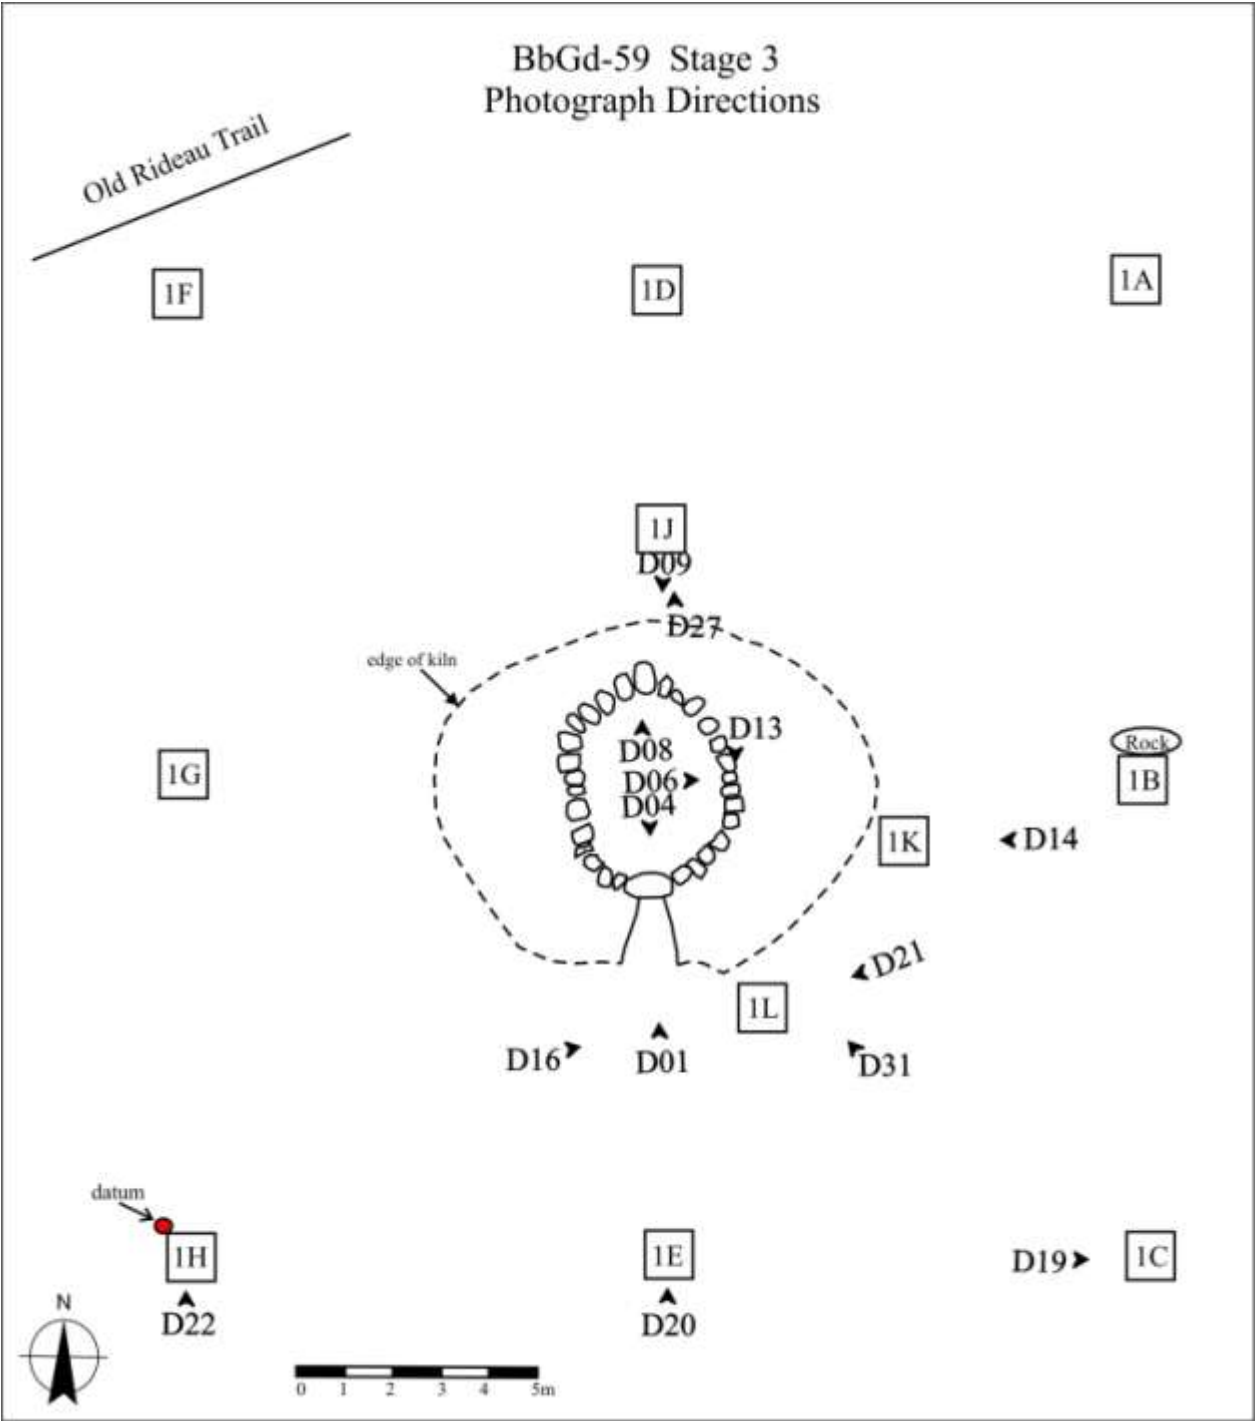 BbGd-59 Stage 3
Photograph Directions
Old Rideau Trail
1F
1D
1A
1J
D09
D27
edge of kiln
D13
D08
D06
D04
1G
Rock
1B
1K
D14
D21
1L
D16
D01
D31
datum
1H
1E
D19
1C
D22
D20
N
0 1 2 3 4 5m